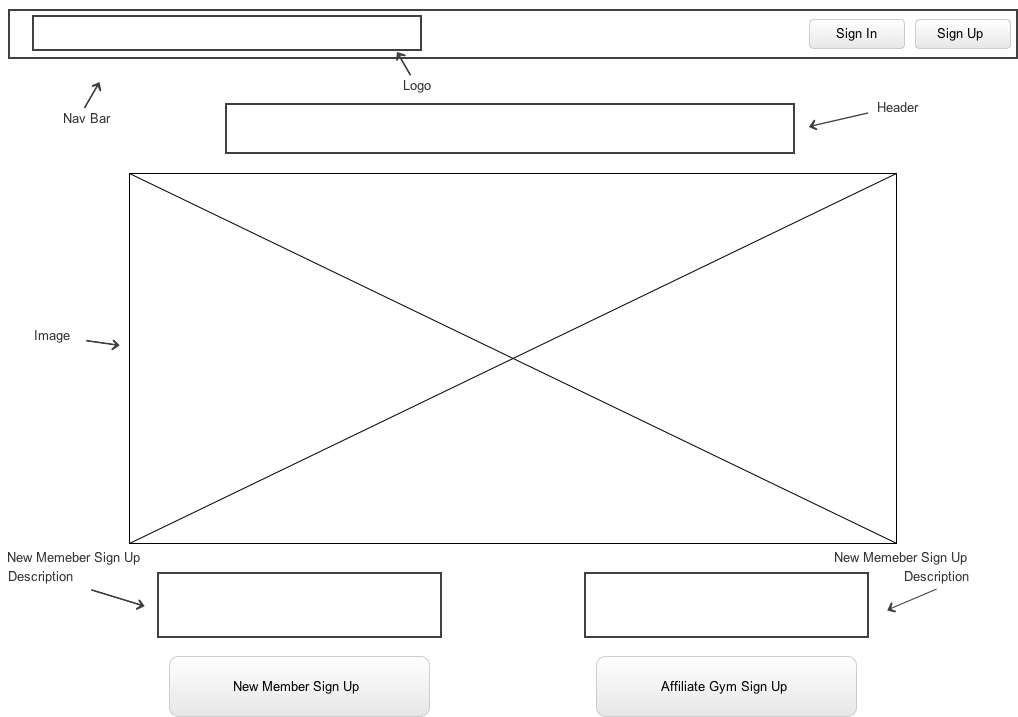 Sign In
Sign Up
Logo
Nav Bar
Header
Image
New Memeber Sign Up
Description
New Memeber Sign Up
Description
New Member Sign Up
Affiliate Gym Sign Up